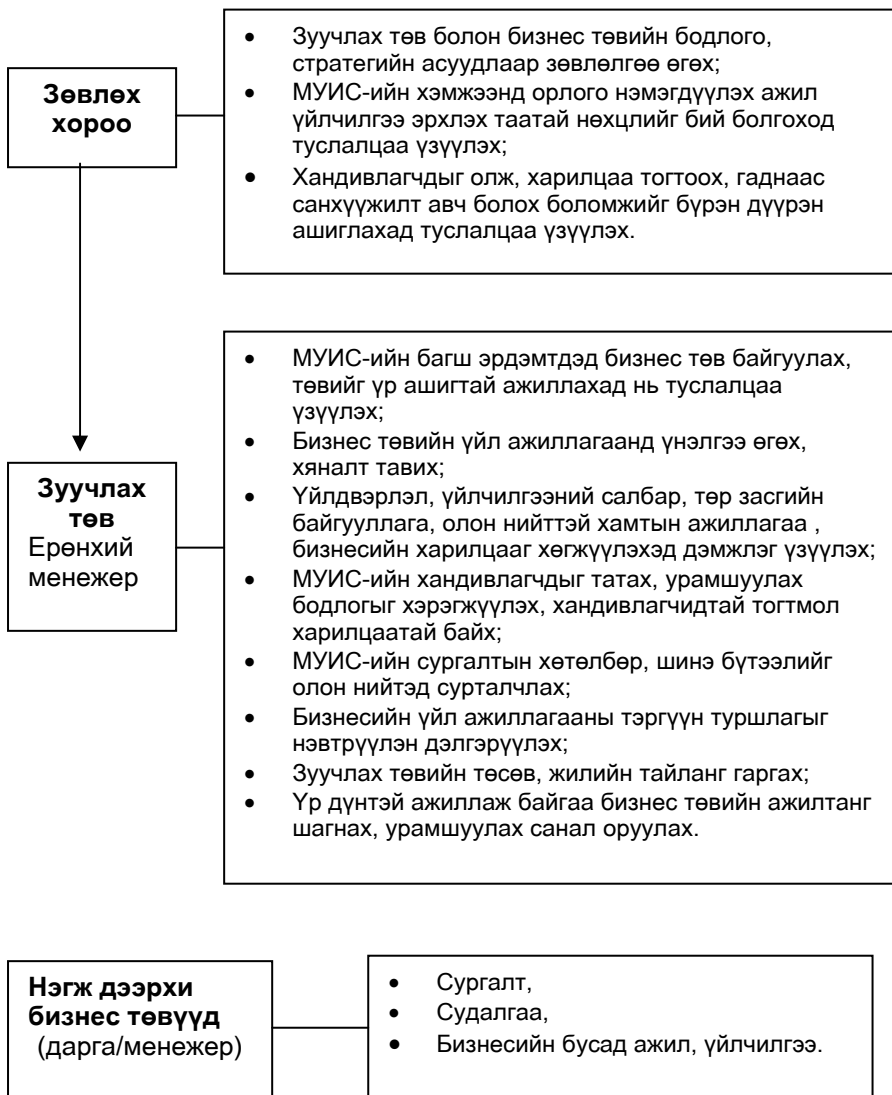 Зөвлөх
хороо
• Зуучлах төв болон бизнес төвийн бодлого,
стратегийн асуудлаар зөвлөлгөө өгөх;
• МУИС-ийн хэмжээнд орлого нэмэгдүүлэх ажил
үйлчилгээ эрхлэх таатай нөхцлийг бий болгоход
туслалцаа үзүүлэх;
• Хандивлагчдыг олж, харилцаа тогтоох, гаднаас
санхүүжилт авч болох боломжийг бүрэн дүүрэн
ашиглахад туслалцаа үзүүлэх.
Зуучлах
төв
Ерөнхий
менежер
• МУИС-ийн багш эрдэмтдэд бизнес төв байгуулах,
төвийг үр ашигтай ажиллахад нь туслалцаа
үзүүлэх;
• Бизнес төвийн үйл ажиллагаанд үнэлгээ өгөх,
хяналт тавих;
• Үйлдвэрлэл, үйлчилгээний салбар, төр засгийн
байгууллага, олон нийттэй хамтын ажиллагаа ,
бизнесийн харилцааг хөгжүүлэхэд дэмжлэг үзүүлэх;
• МУИС-ийн хандивлагчдыг татах, урамшуулах
бодлогыг хэрэгжүүлэх, хандивлагчидтай тогтмол
харилцаатай байх;
• МУИС-ийн сургалтын хөтөлбөр, шинэ бүтээлийг
олон нийтэд сурталчлах;
• Бизнесийн үйл ажиллагааны тэргүүн туршлагыг
нэвтрүүлэн дэлгэрүүлэх;
• Зуучлах төвийн төсөв, жилийн тайланг гаргах;
• Үр дүнтэй ажиллаж байгаа бизнес төвийн ажилтанг
шагнах, урамшуулах санал оруулах.
Нэгж дээрхи
бизнес төвүүд
(дарга/менежер)
• Сургалт,
• Судалгаа,
• Бизнесийн бусад ажил, үйлчилгээ.